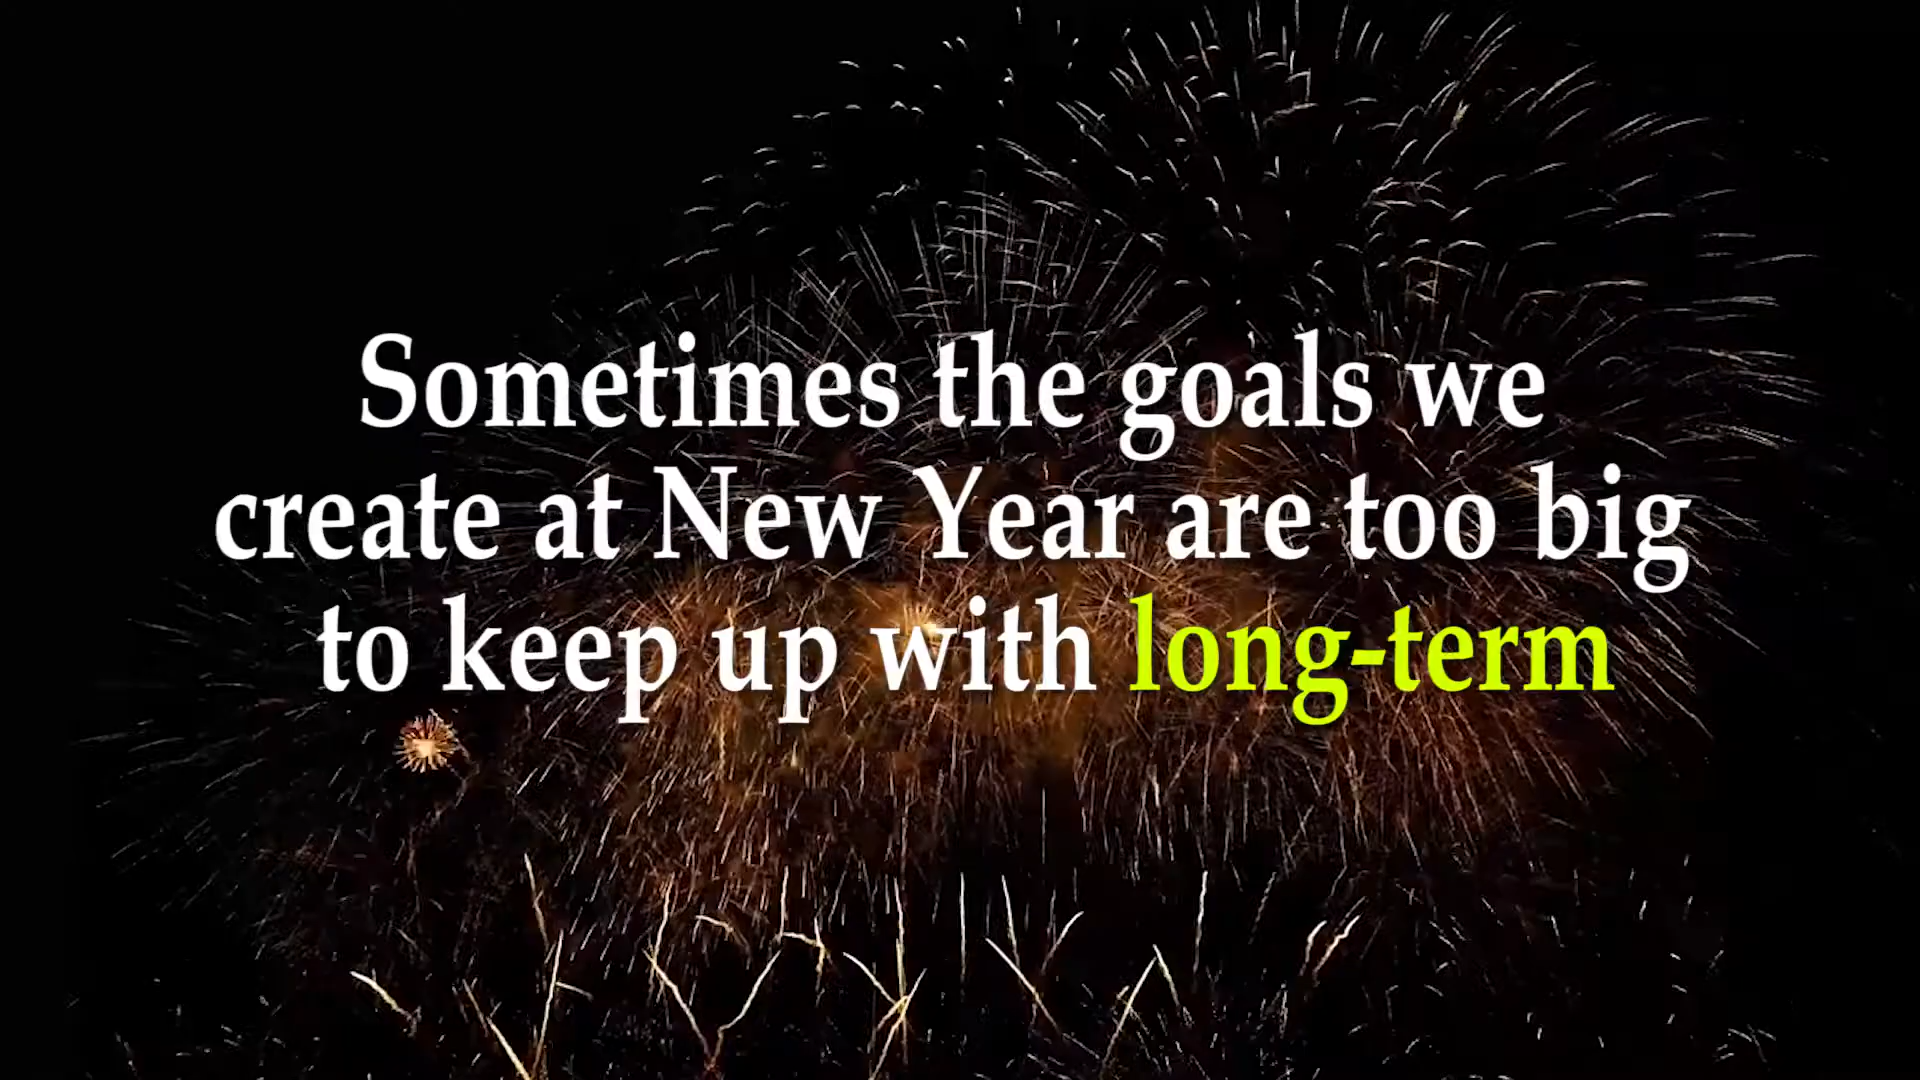 Sometimes the goals we
create at New Year are too big
to keep up with long-term